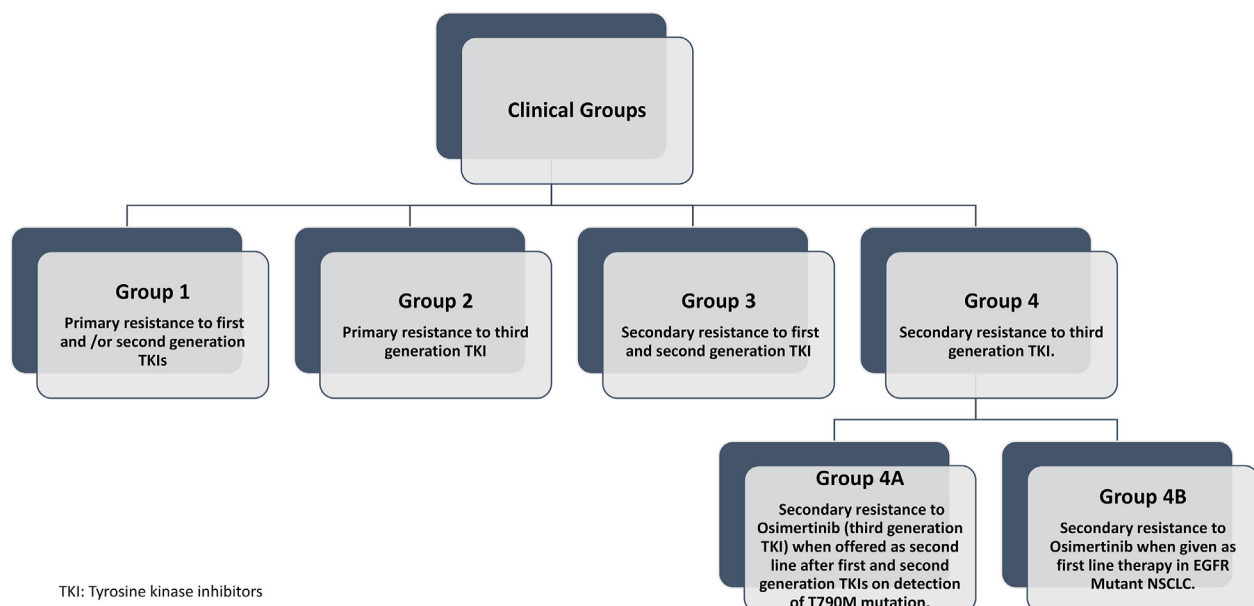 Clinical Groups
Group 1
Primary resistance to first
and /or second generation
TKIs
Group 2
Primary resistance to third
generation TKI
Group 3
Secondary resistance to first
and second generation TKI
Group 4
Secondary resistance to third
generation TKI.
Group 4A
Secondary resistance to
Osimertinib (third generation
TKI) when offered as second
line after first and second
generation TKIs on detection
of T790M mutation.
Group 4B
Secondary resistance to
Osimertinib when given as
first line therapy in EGFR
Mutant NSCLC.
TKI: Tyrosine kinase inhibitors